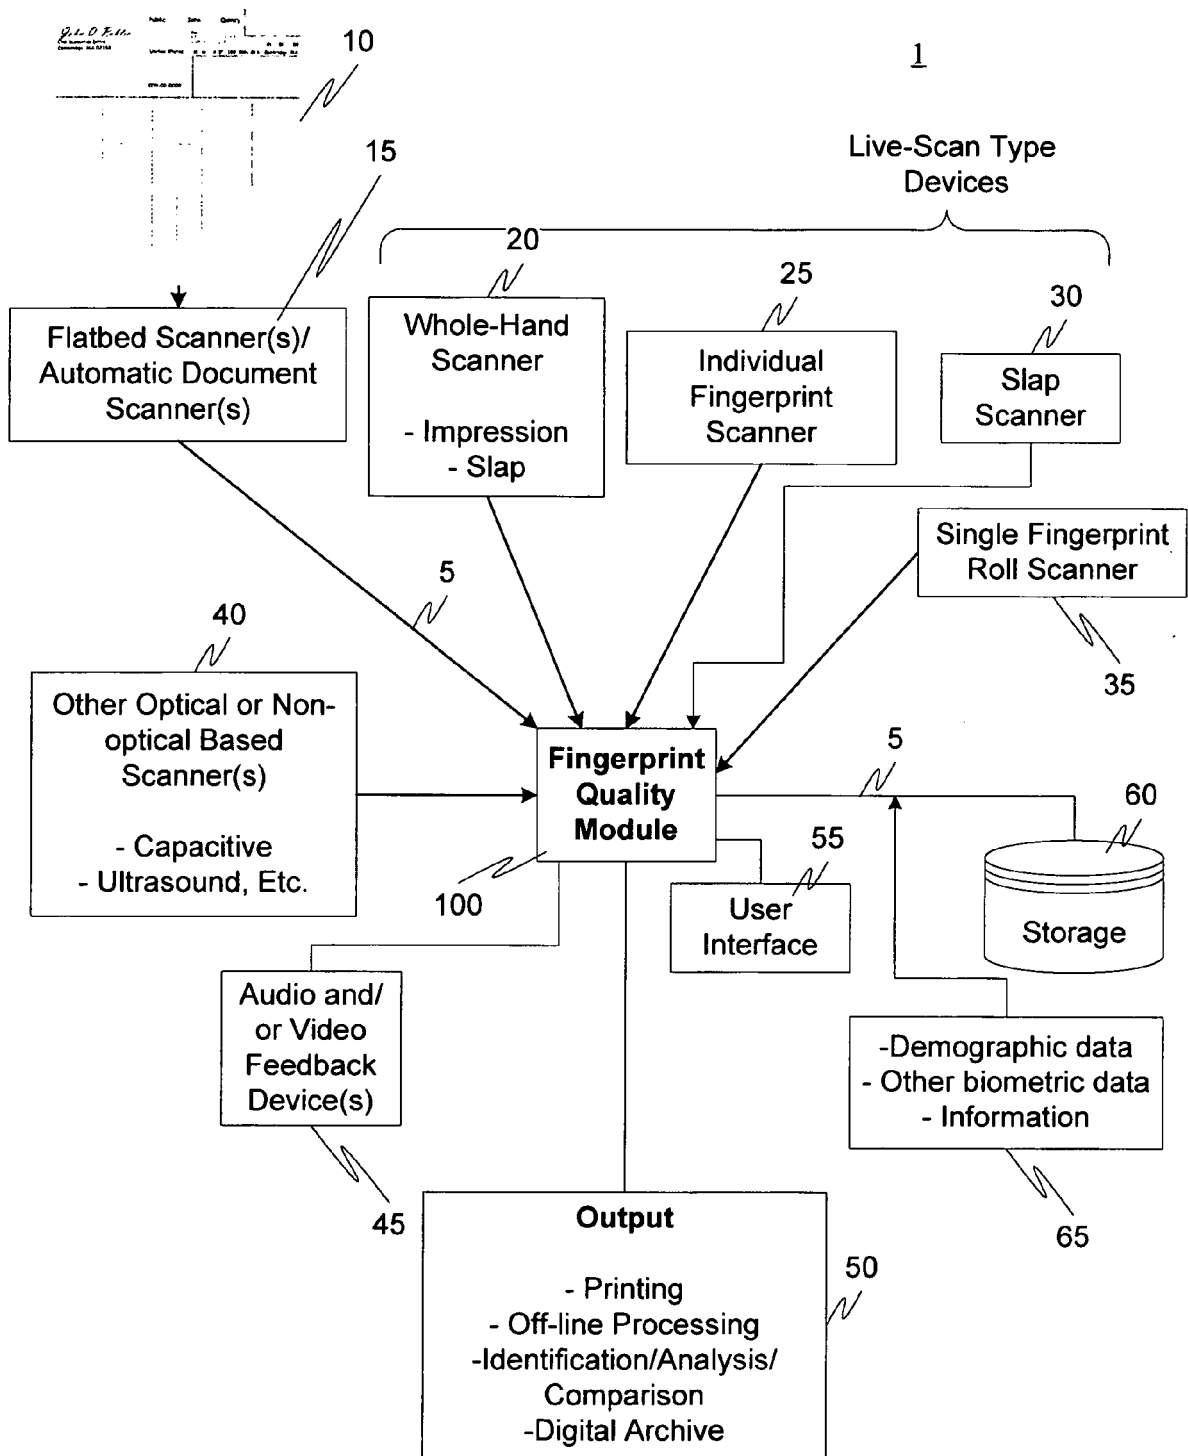 Public
10
1
15
Live-Scan Type
Devices
20
25
30
Flatbed Scanner(s)/
Automatic Document
Scanner(s)
Whole-Hand
Scanner
- Impression
- Slap
Individual
Fingerprint
Scanner
Slap
Scanner
Single Fingerprint
Roll Scanner
35
5
40
Other Optical or Non-
optical Based
Scanner(s)
- Capacitive
- Ultrasound, Etc.
Fingerprint
Quality
Module
100
5
60
Storage
55
User
Interface
Audio and/
or Video
Feedback
Device(s)
45
-Demographic data
- Other biometric data
- Information
65
Output
- Printing
- Off-line Processing
-Identification/Analysis/
Comparison
-Digital Archive
50